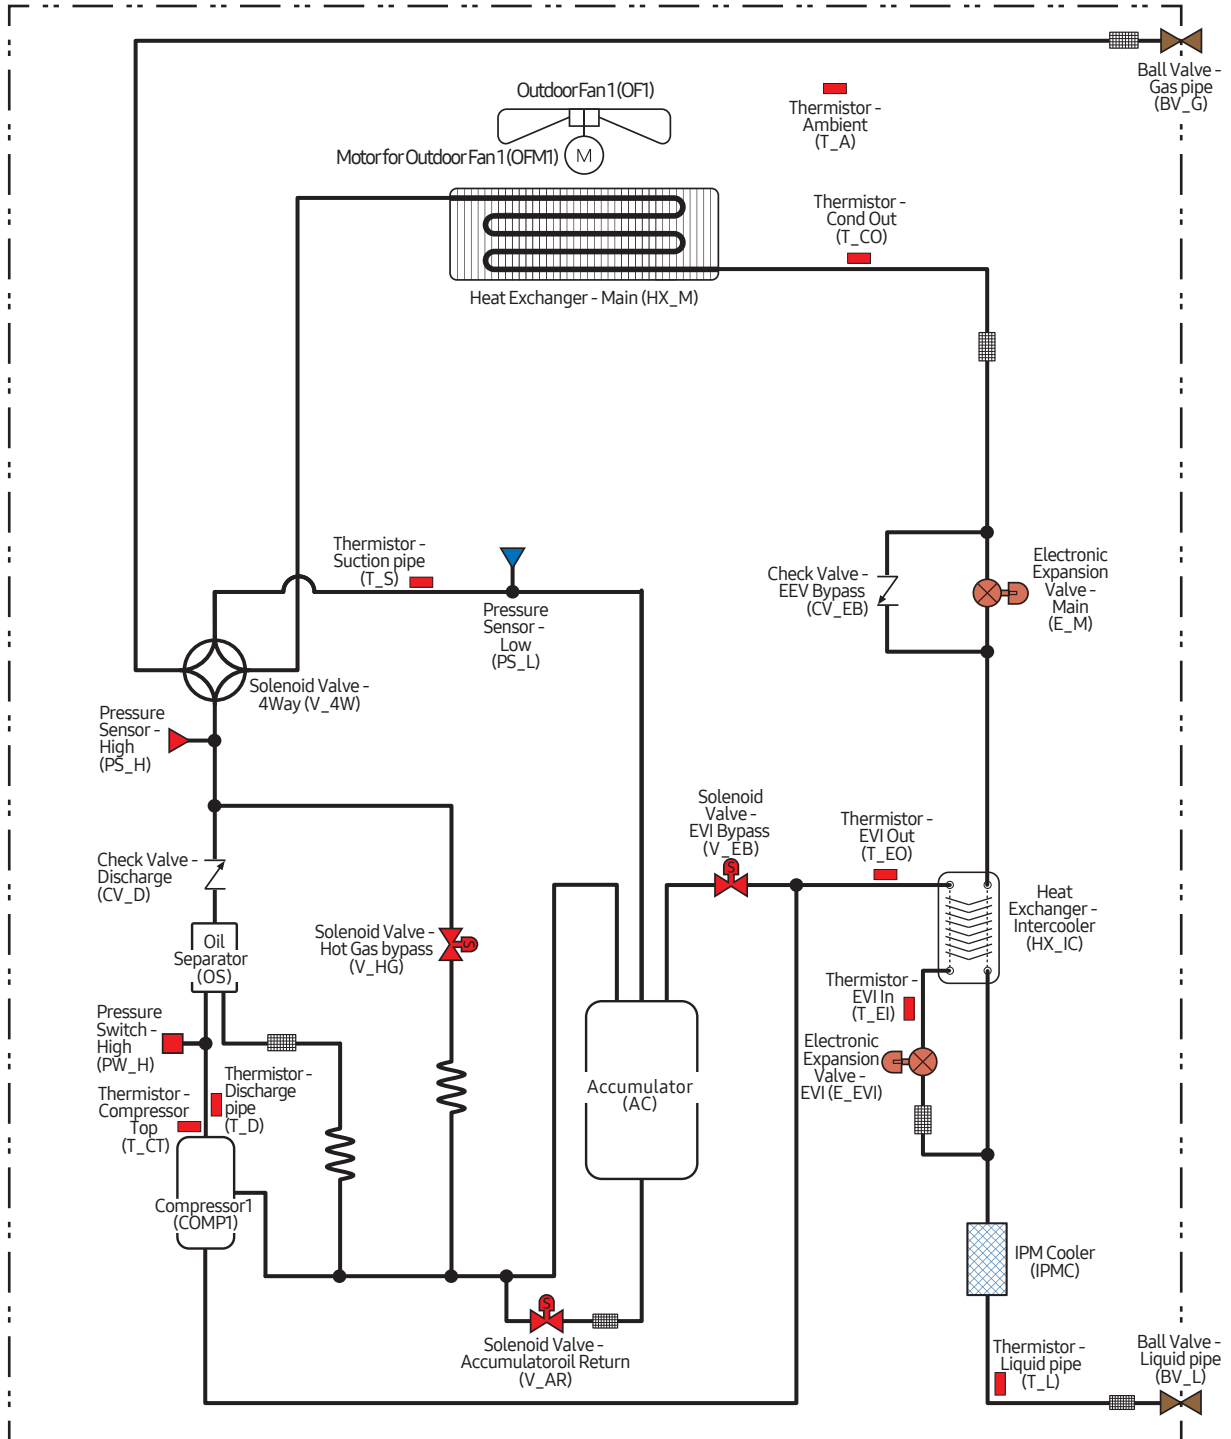 Ball Valve -
Gas pipe
(BV_G)
Outdoor Fan 1 (OF1)
Thermistor -
Ambient
(T_A)
Motor for Outdoor Fan 1 (OFM1)
M
Thermistor -
Cond Out
(T_CO)
Heat Exchanger - Main (HX_M)
Thermistor -
Suction pipe
(T_S)
Pressure
Sensor -
Low
(PS_L)
Check Valve -
EEV Bypass
(CV_EB)
Electronic
Expansion
Valve -
Main
(E_M)
Solenoid Valve -
4Way (V_4W)
Pressure
Sensor -
High
(PS_H)
Solenoid
Valve -
EVI Bypass
(V_EB)
S
Thermistor -
EVI Out
(T_EO)
Check Valve -
Discharge
(CV_D)
Heat
Exchanger -
Intercooler
(HX_IC)
Oil
Separator
(OS)
Solenoid Valve -
Hot Gas bypass
(V_HG)
S
Thermistor -
EVI In
(T_EI)
Pressure
Switch -
High
(PW_H)
Electronic
Expansion
Valve -
EVI (E_EVI)
Thermistor -
Discharge
pipe
(T_D)
Thermistor -
Compressor
Top
(T_CT)
Accumulator
(AC)
Compressor1
(COMP1)
IPM Cooler
(IPMC)
S
Solenoid Valve -
Accumulatoroil Return
(V_AR)
Thermistor -
Liquid pipe
(T_L)
Ball Valve -
Liquid pipe
(BV_L)